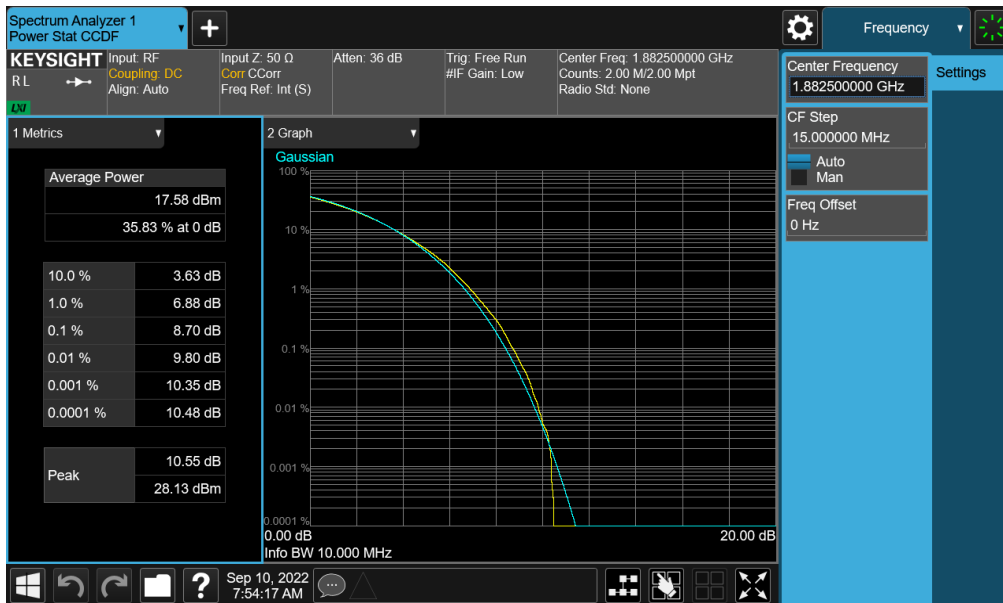 Spectrum Analyzer 1
Power Stat CCDF
Frequency
KEYSIGHT
Input: RF
Input Z: 50 Ω
Atten: 36 dB
Trig: Free Run
Center Freq: 1.882500000 GHz
R L
Coupling: DC
Corr CCorr
#IF Gain: Low
Counts: 2.00 M/2.00 Mpt
Align: Auto
Freq Ref: Int (S)
Radio Std: None
LXI
Center Frequency
1.882500000 GHz
Settings
CF Step
15.000000 MHz
Auto
Man
Freq Offset
0 Hz
1 Metrics
Average Power
17.58 dBm
35.83 % at 0 dB
10.0 % 3.63 dB
1.0 % 6.88 dB
0.1 % 8.70 dB
0.01 % 9.80 dB
0.001 % 10.35 dB
0.0001 % 10.48 dB
Peak
10.55 dB
28.13 dBm
2 Graph
Gaussian
100 %
10 %
1 %
0.1 %
0.01 %
0.001 %
0.0001 %
0.00 dB
20.00 dB
Info BW 10.000 MHz
?
Sep 10, 2022
7:54:17 AM